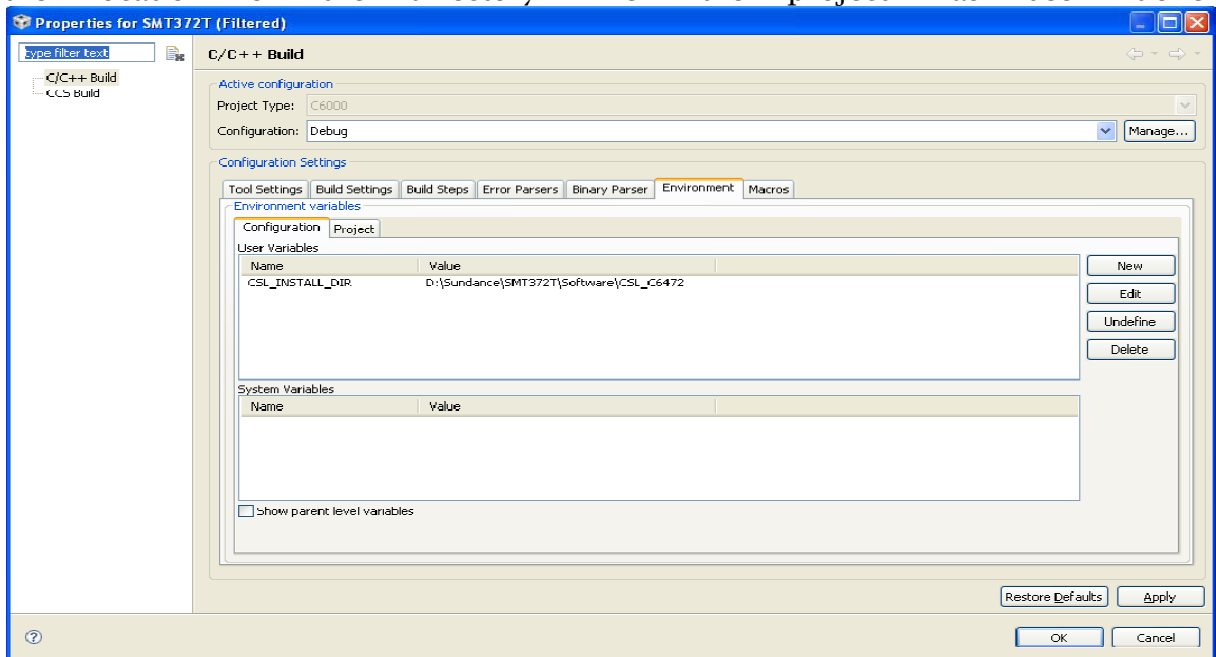 Properties for SMT372T (Filtered)
type filter text
C/C++ Build
CCS Build
C/C++ Build
Active configuration
Project Type: C6000
Configuration: Debug Manage...
Configuration Settings
Tool Settings Build Settings Build Steps Error Parsers Binary Parser Environment Macros
Environment variables
Configuration Project
User Variables
Name Value
CSL_INSTALL_DIR D:\Sundance\SMT372T\Software\CSL_C6472
New
Edit
Undefine
Delete
System Variables
Name Value
Show parent level variables
Restore Defaults Apply
OK Cancel